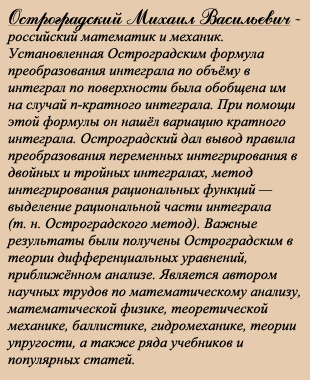 Остроградский Михаил Васильевич -
российский математик и механик.
Установленная Остроградским формула
преобразования интеграла по объёму в
интеграл по поверхности была обобщена им
на случай n-кратного интеграла. При помощи
этой формулы он нашёл вариацию кратного
интеграла. Остроградский дал вывод правила
преобразования переменных интегрирования в
двойных и тройных интегралах, метод
интегрирования рациональных функций —
выделение рациональной части интеграла
(т. н. Остроградского метод). Важные
результаты были получены Остроградским в
теории дифференциальных уравнений,
приближённом анализе. Является автором
научных трудов по математическому анализу,
математической физике, теоретической
механике, баллистике, гидромеханике, теории
упругости, а также ряда учебников и
популярных статей.